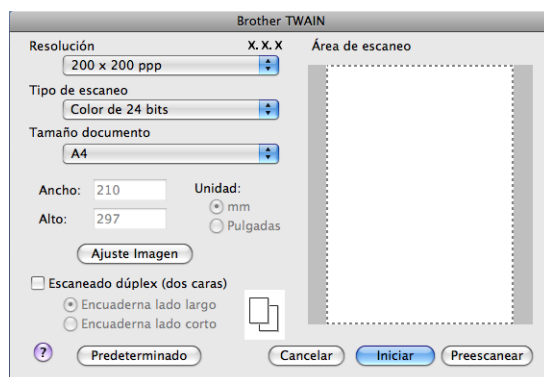 Brother TWAIN
Resolución X. X. X
200 x 200 ppp
Tipo de escaneo
Color de 24 bits
Tamaño documento
A4
Ancho: 210
Alto: 297
Unidad:
mm
Pulgadas
Ajuste Imagen
Escaneado dúplex (dos caras)
Encuaderna lado largo
Encuaderna lado corto
Área de escaneo
? Predeterminado Cancelar Iniciar Preescanear